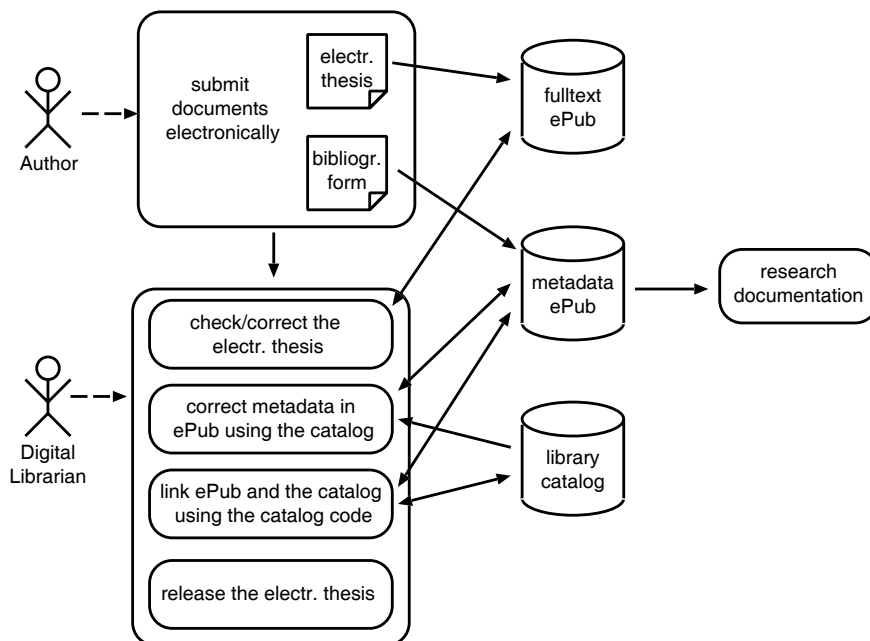 submit
documents
electronically
electr.
thesis
bibliogr.
form
Author
fulltext
ePub
metadata
ePub
research
documentation
check/correct the
electr. thesis
correct metadata in
ePub using the catalog
link ePub and the catalog
using the catalog code
release the electr. thesis
Digital
Librarian
library
catalog